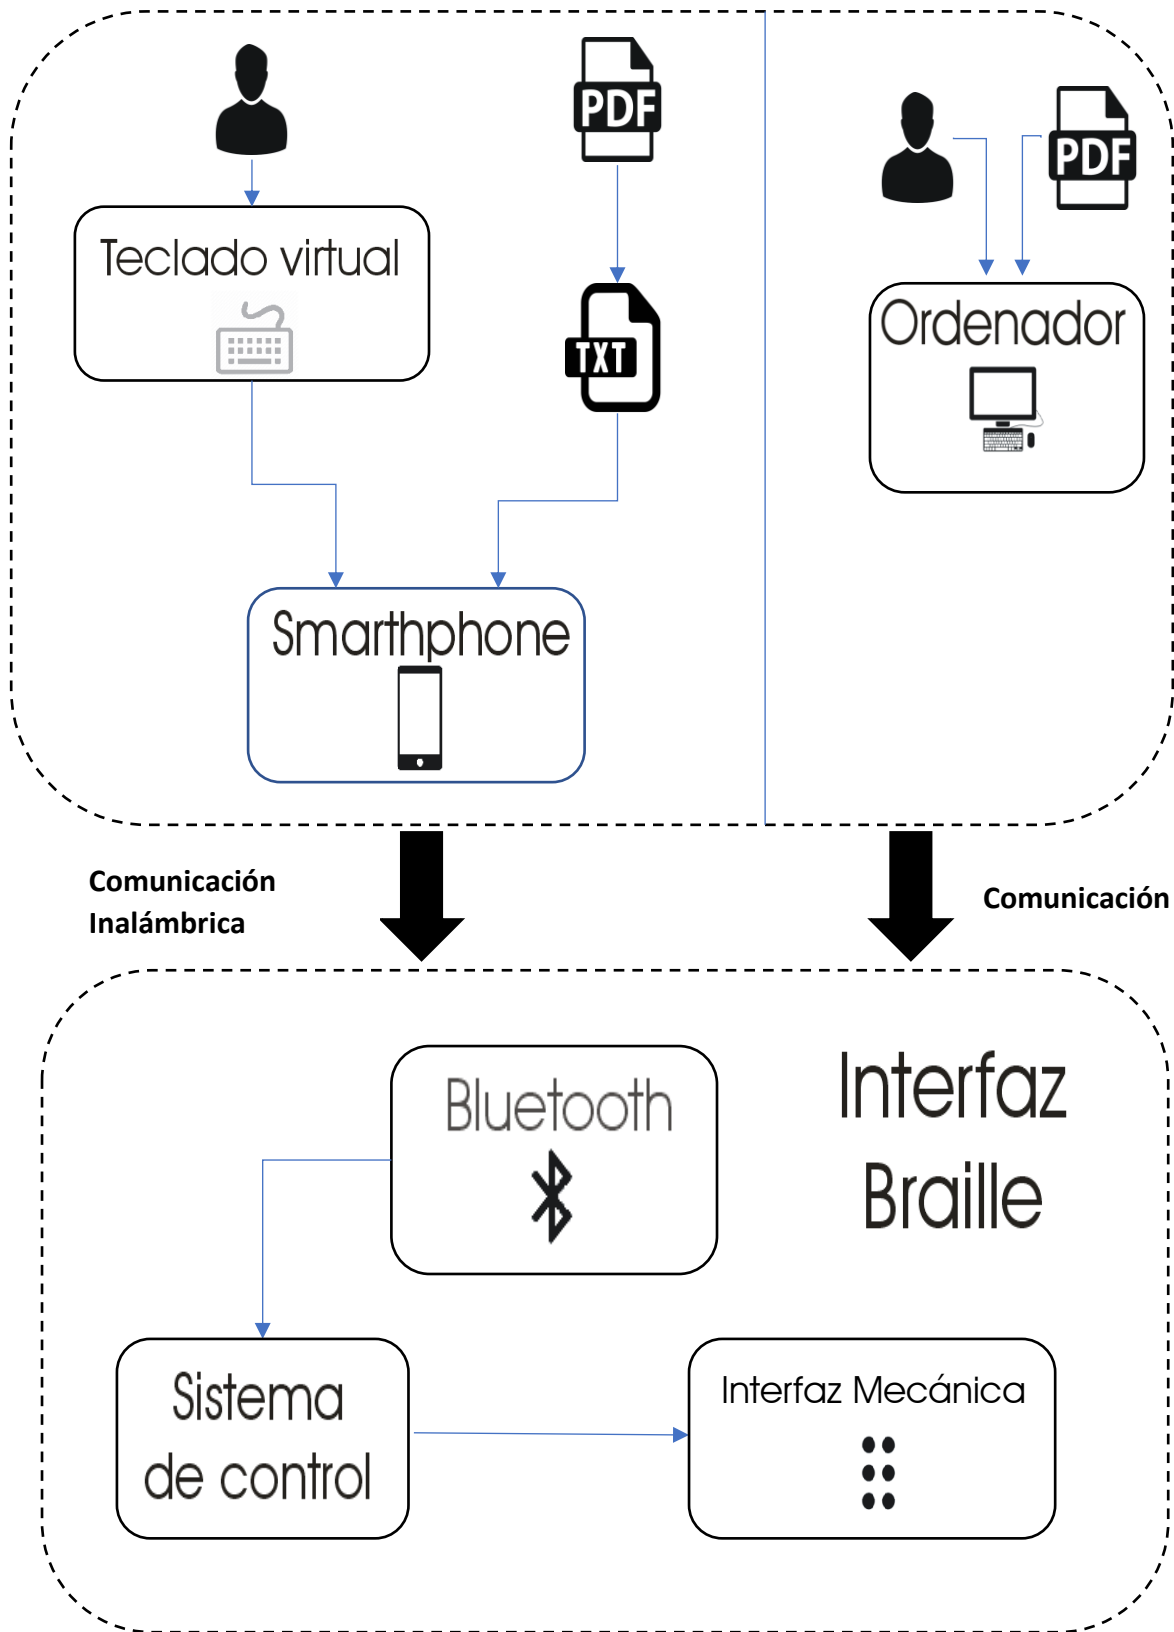 PDF
PDF
Teclado virtual
TXT
Ordenador
Smarthphone
Comunicación
Inalámbrica
Comunicación
Bluetooth
Interfaz
Braille
Sistema
de control
Interfaz Mecánica